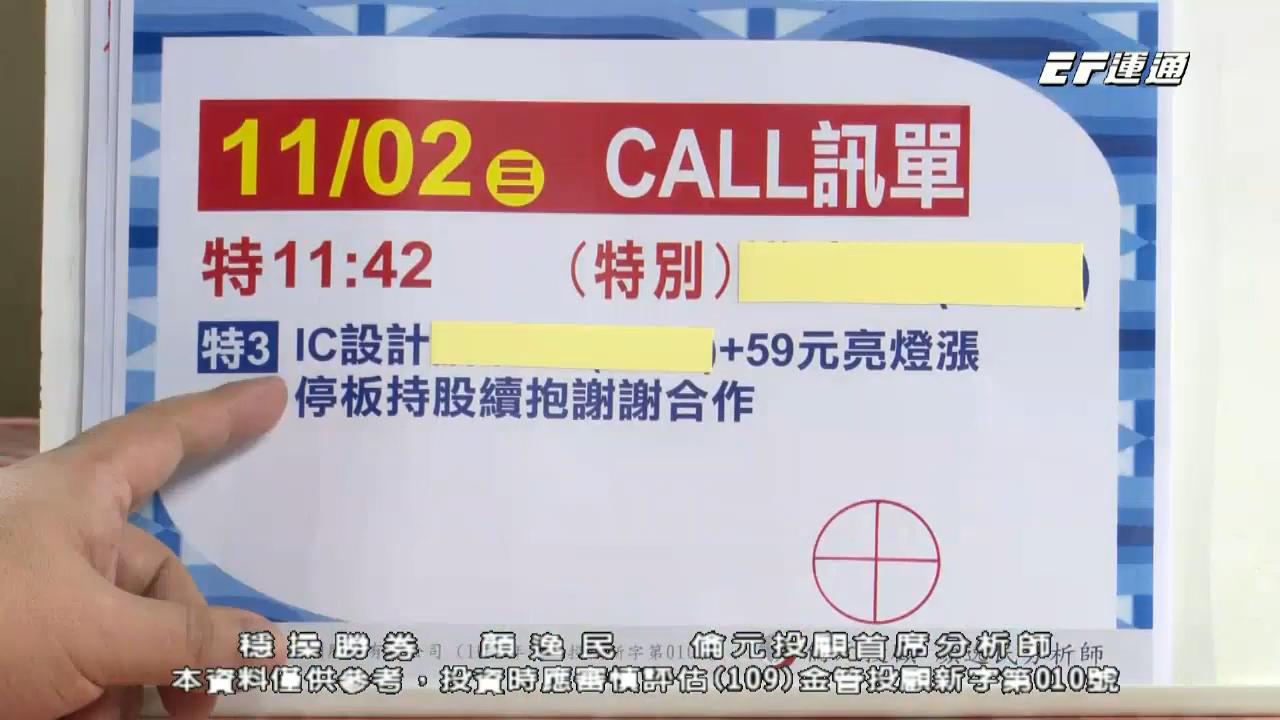 EF運通
11/02 三 CALL訊單
特11:42 (特別)
特3 IC設計 )+59元亮燈漲
停板持股續抱謝謝合作
穩操勝券 顏逸民 倫元投顧首席分析師
本資料僅供參考,投資時應審慎評估(109)金管投顧新字第010號